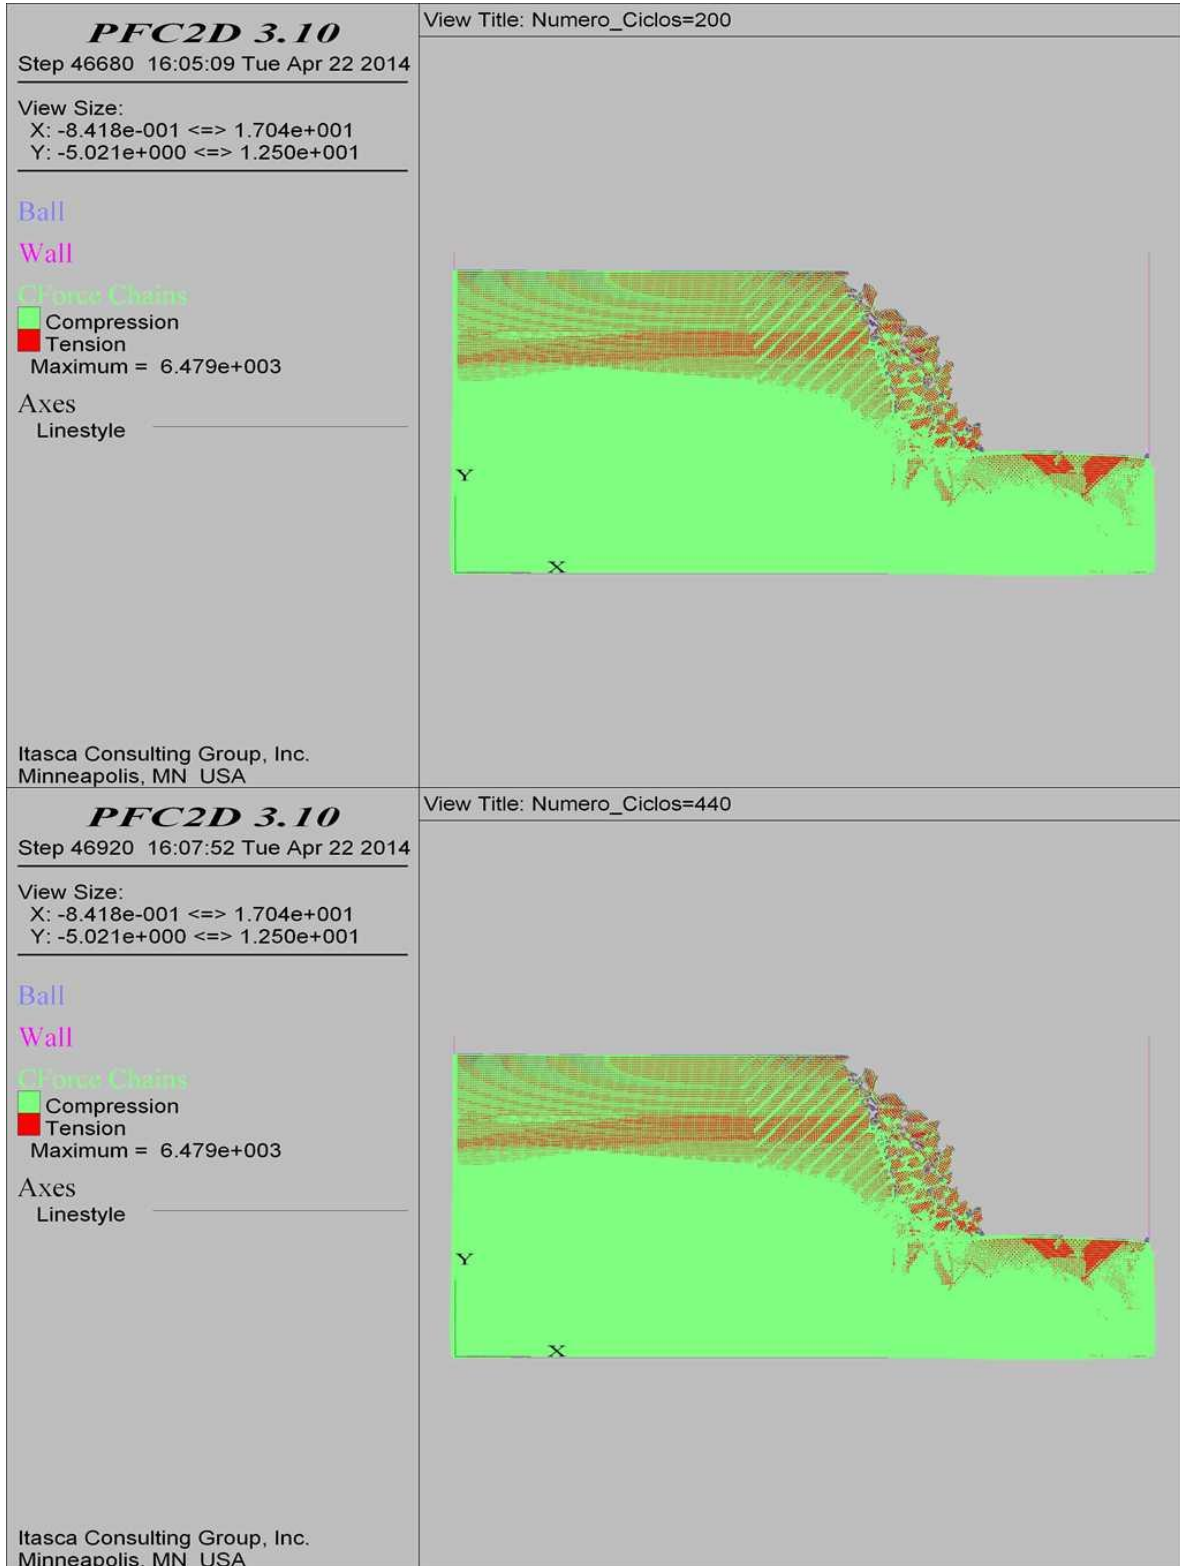 PFC2D 3.10
Step 46680  16:05:09 Tue Apr 22 2014
View Size:
X: -8.418e-001 <=> 1.704e+001
Y: -5.021e+000 <=> 1.250e+001
Ball
Wall
CForce Chains
Compression
Tension
Maximum =  6.479e+003
Axes
Linestyle
Itasca Consulting Group, Inc.
Minneapolis, MN  USA
View Title: Numero_Ciclos=200
Y
X
PFC2D 3.10
Step 46920  16:07:52 Tue Apr 22 2014
View Size:
X: -8.418e-001 <=> 1.704e+001
Y: -5.021e+000 <=> 1.250e+001
Ball
Wall
CForce Chains
Compression
Tension
Maximum =  6.479e+003
Axes
Linestyle
Itasca Consulting Group, Inc.
Minneapolis, MN  USA
View Title: Numero_Ciclos=440
Y
X